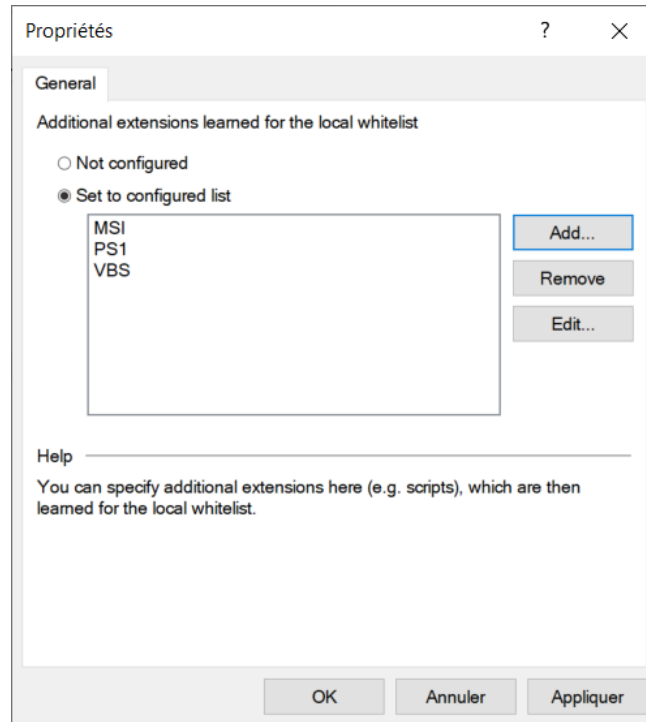 Propriétés ?
General
Additional extensions learned for the local whitelist
Not configured
Set to configured list
MSI
PS1
VBS
Add...
Remove
Edit...
Help
You can specify additional extensions here (e.g. scripts), which are then
learned for the local whitelist.
OK Annuler Appliquer